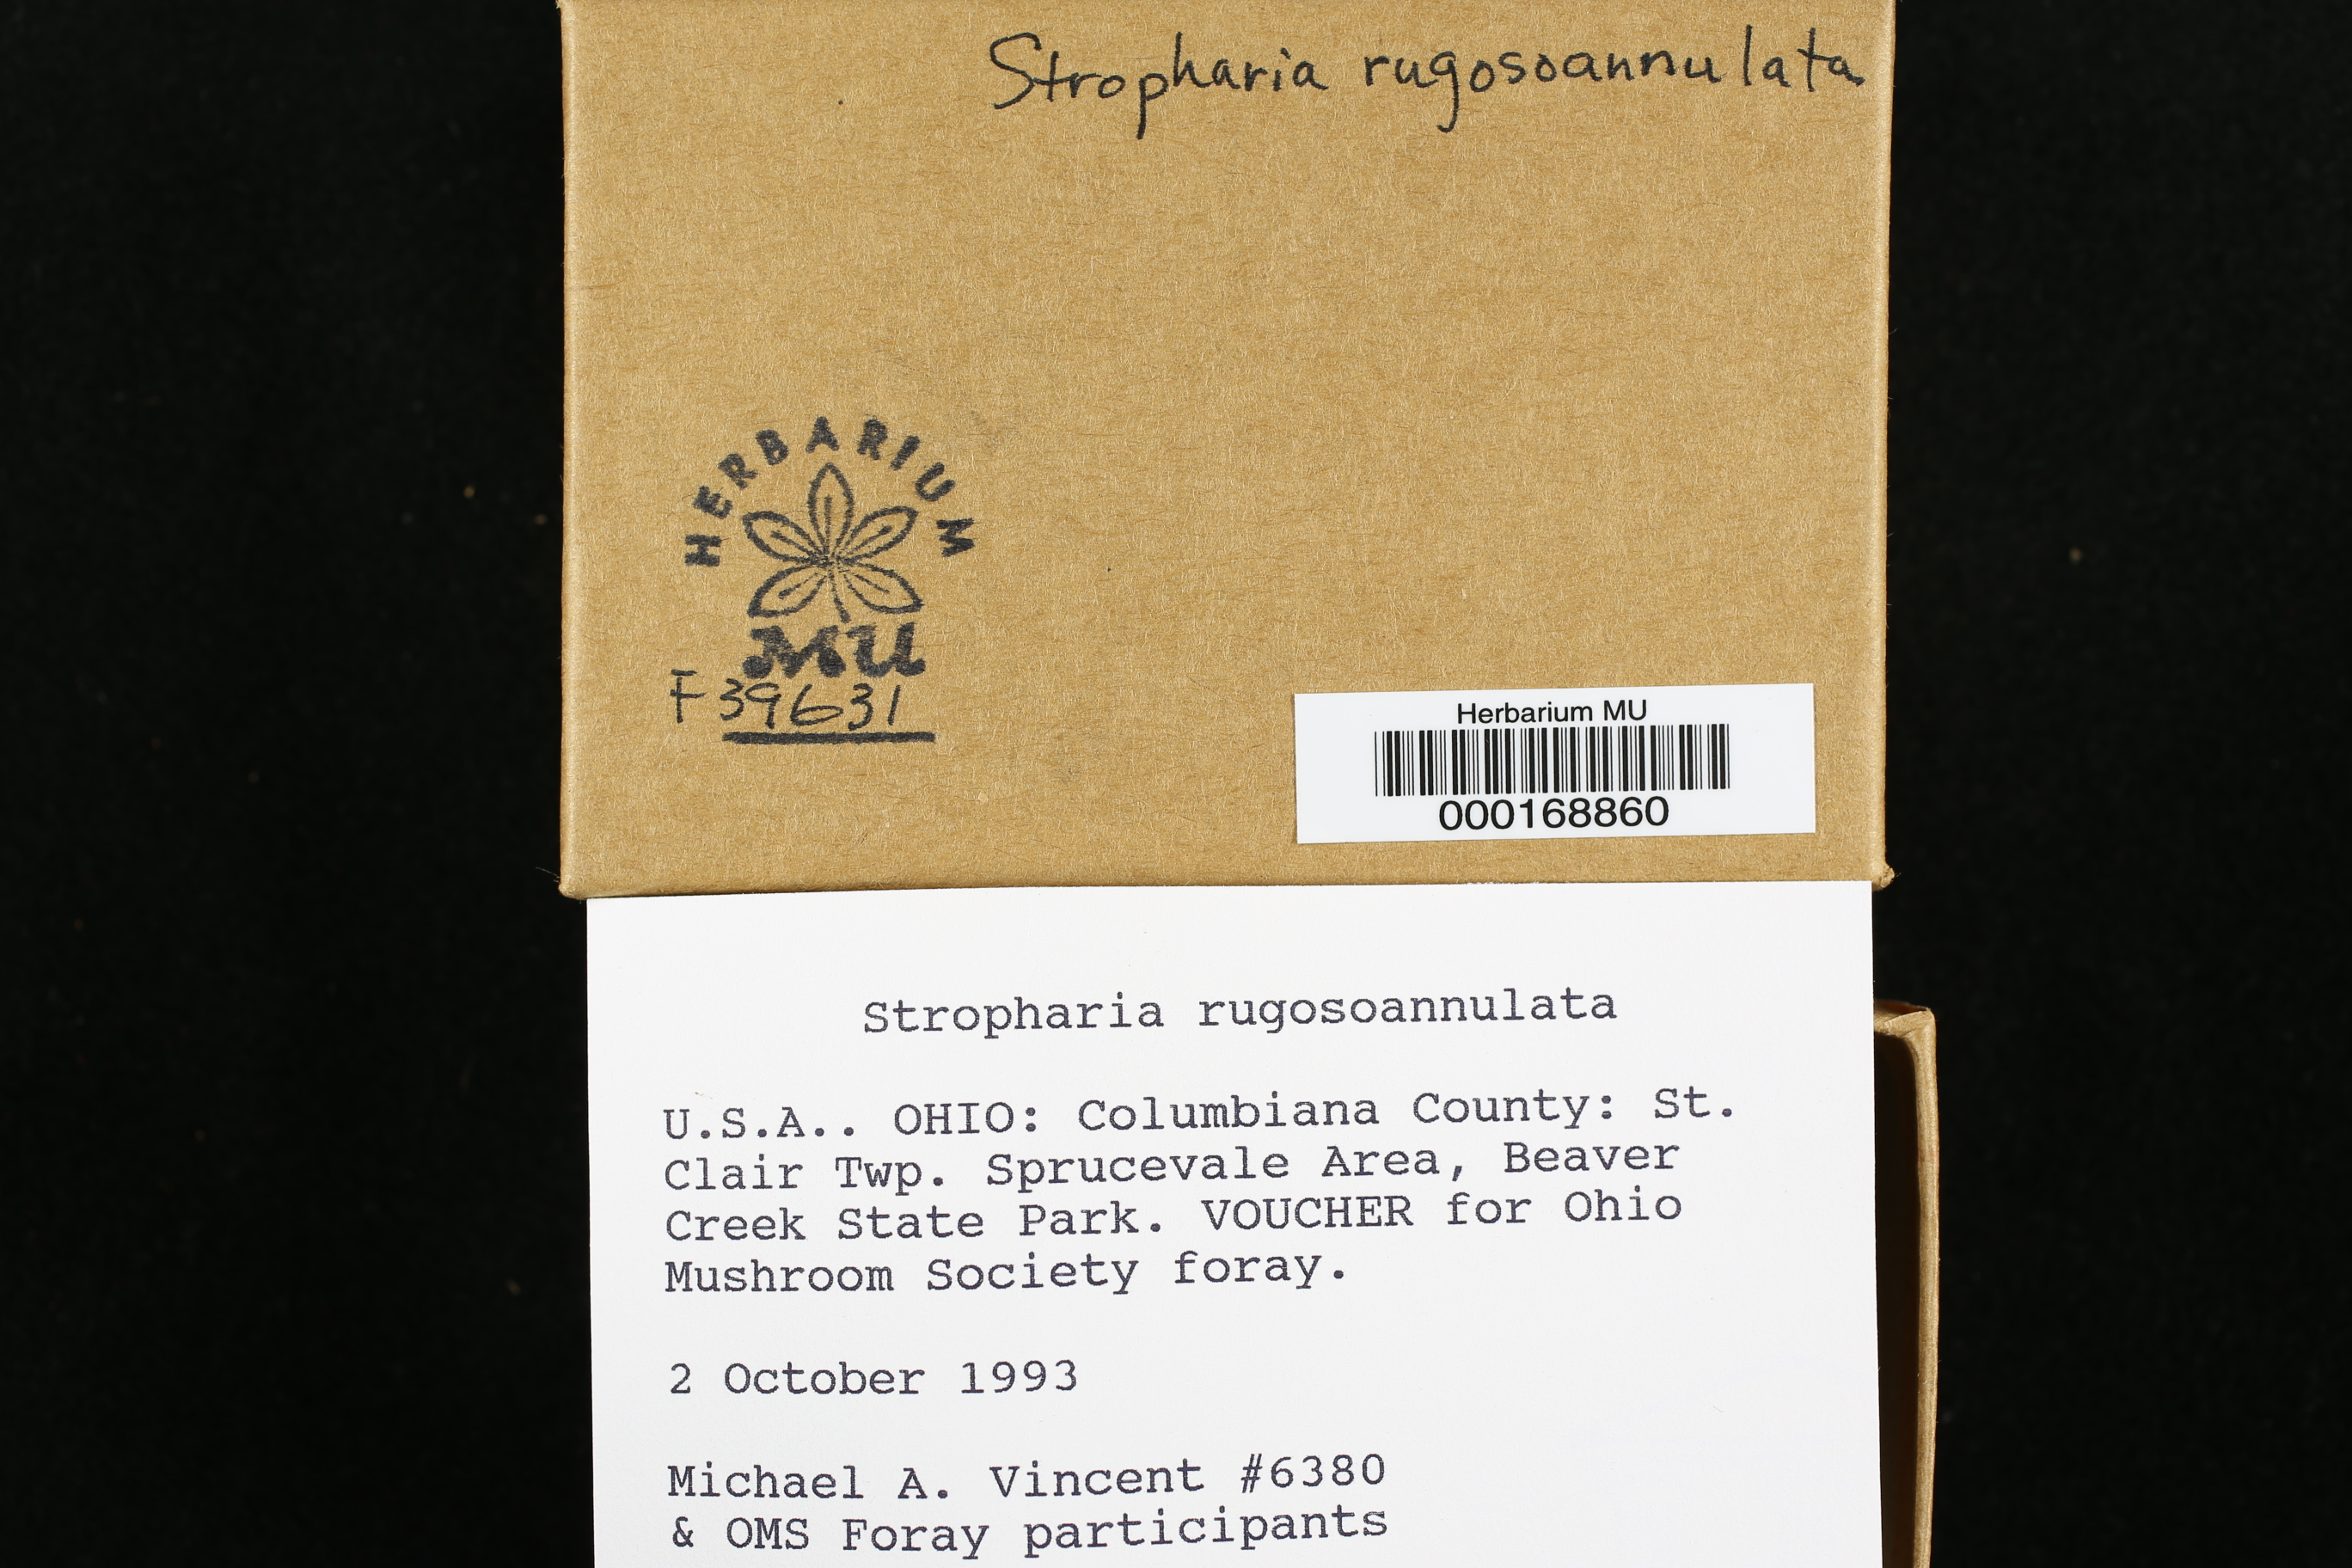 Stropharia rugosoannulata
HERBARIUM
MU
F39631
Herbarium MU
000168860
Stropharia rugosoannulata
U.S.A.. OHIO: Columbiana County: St.
Clair Twp. Sprucevale Area, Beaver
Creek State Park. VOUCHER for Ohio
Mushroom Society foray.
2 October 1993
Michael A. Vincent #6380
& OMS Foray participants